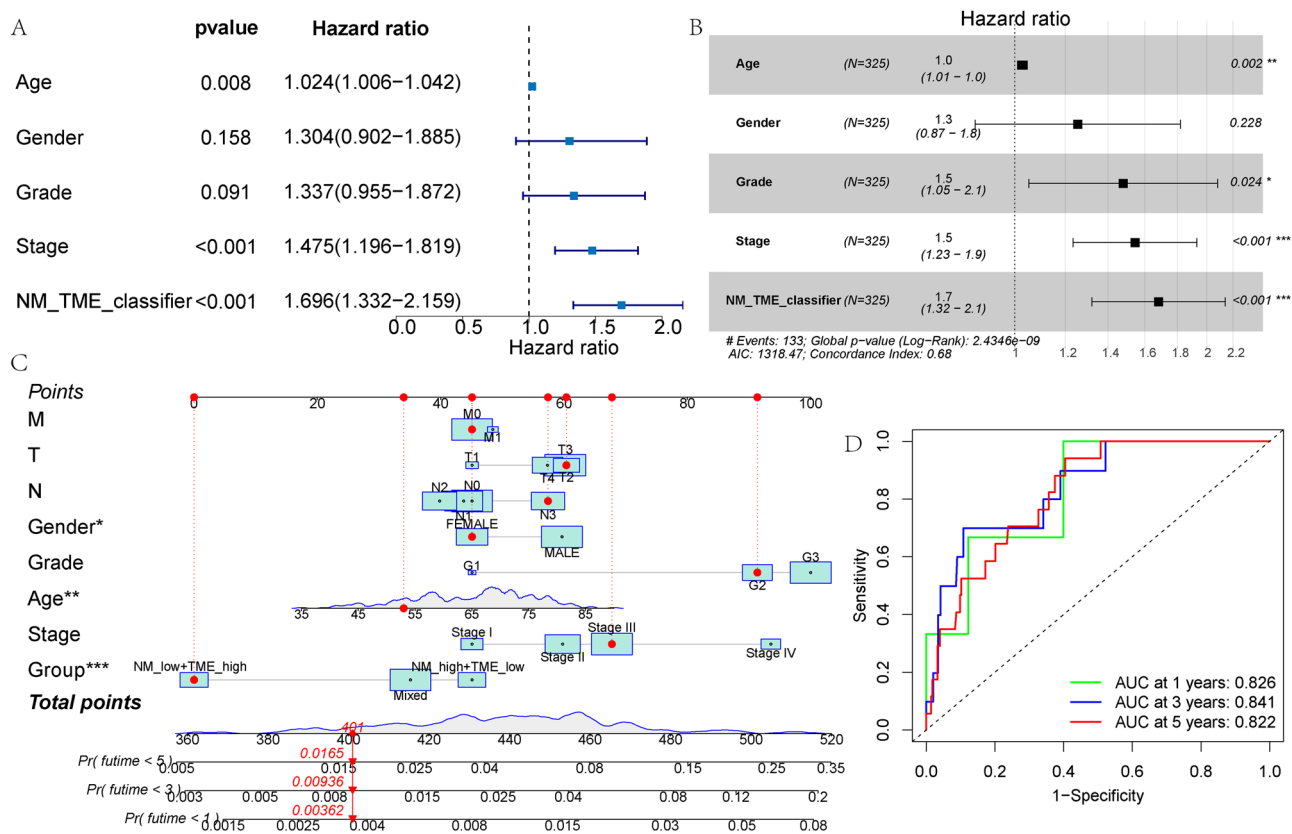 A
pvalue Hazard ratio
Age 0.008 1.024(1.006−1.042)
Gender 0.158 1.304(0.902−1.885)
Grade 0.091 1.337(0.955−1.872)
Stage <0.001 1.475(1.196−1.819)
NM_TME_classifier <0.001 1.696(1.332−2.159)
0.0 0.5 1.0 1.5 2.0
Hazard ratio
B
Hazard ratio
Age (N=325) 1.0 (1.01 − 1.0) 0.002 **
Gender (N=325) 1.3 (0.87 − 1.8) 0.228
Grade (N=325) 1.5 (1.05 − 2.1) 0.024 *
Stage (N=325) 1.5 (1.23 − 1.9) <0.001 ***
NM_TME_classifier (N=325) 1.7 (1.32 − 2.1) <0.001 ***
# Events: 133; Global p−value (Log−Rank): 2.4346e−09
AIC: 1318.47; Concordance Index: 0.68
1 1.2 1.4 1.6 1.8 2 2.2
C
Points
0 20 40 60 80 100
M
M0 M1
T
T1 T4 T3 T2
N
N2 N0 N1 N3
Gender*
FEMALE MALE
Grade
G1 G2 G3
Age**
35 45 55 65 75 85
Stage
Stage I Stage II Stage III Stage IV
Group***
NM_low+TME_high Mixed NM_high+TME_low
Total points
401
360 380 400 420 440 460 480 500 520
0.0165
Pr( futime < 5 )
0.005 0.015 0.025 0.04 0.08 0.15 0.25 0.35
0.00936
Pr( futime < 3 )
0.003 0.005 0.008 0.015 0.025 0.04 0.08 0.12 0.2
0.00362
Pr( futime < 1 )
0.0015 0.0025 0.004 0.008 0.015 0.03 0.05 0.08
D
Sensitivity
0.0 0.2 0.4 0.6 0.8 1.0
AUC at 1 years: 0.826
AUC at 3 years: 0.841
AUC at 5 years: 0.822
0.0 0.2 0.4 0.6 0.8 1.0
1−Specificity